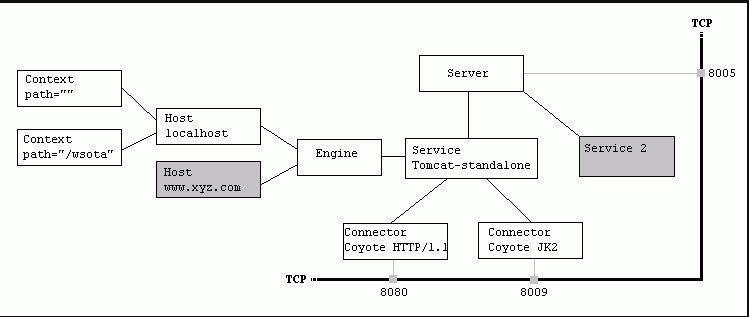 TCP
Server
8005
Context
path=""
Host
localhost
Context
path="/wsota"
Engine
Service
Tomcat-standalone
Service 2
Host
www.xyz.com
Connector
Coyote HTTP/1.1
Connector
Coyote JK2
TCP
8080
8009